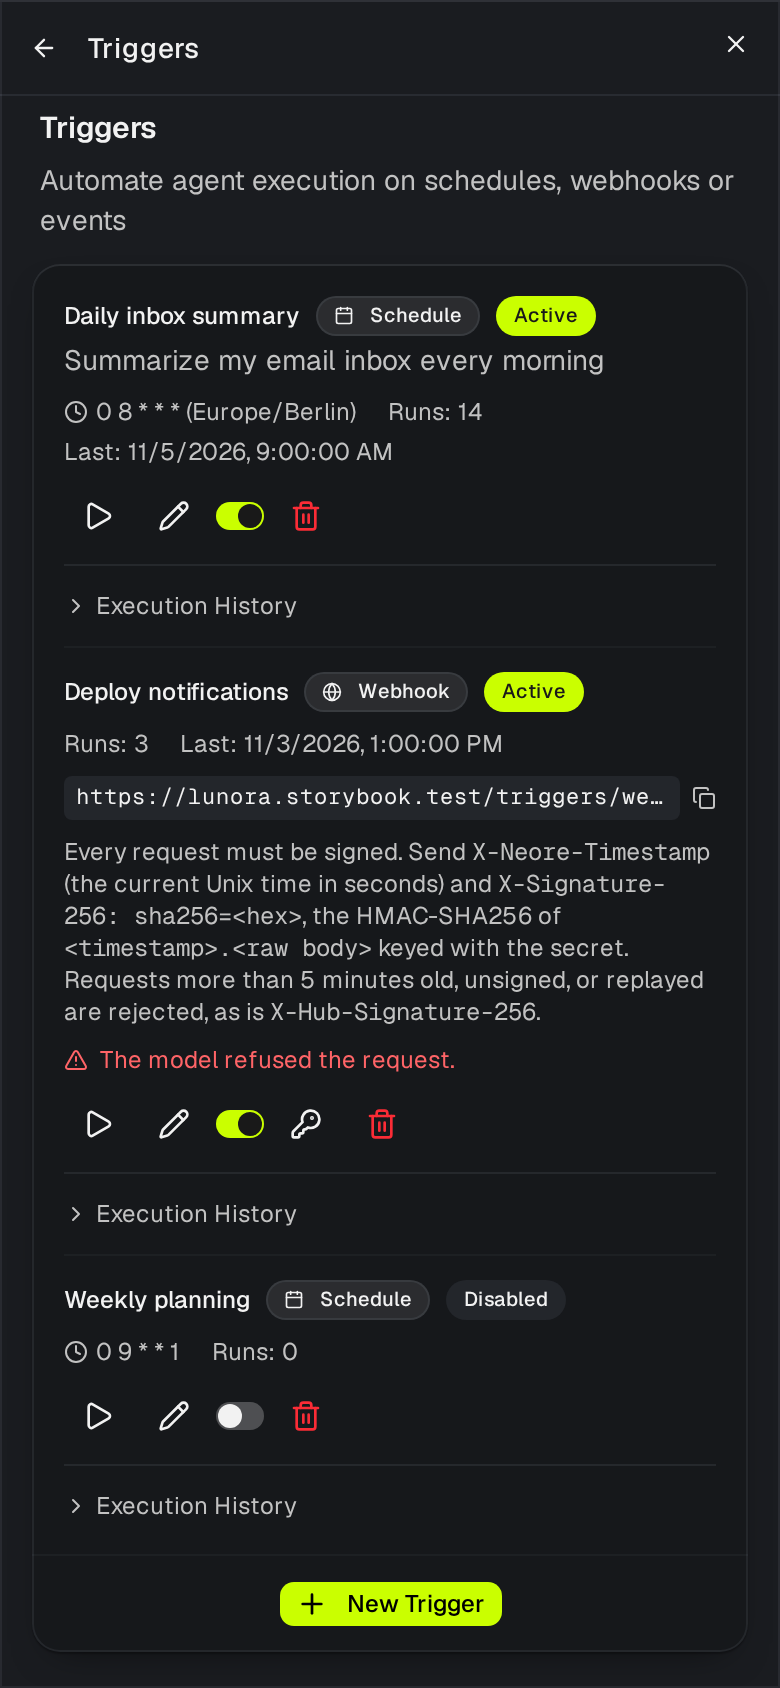 Triggers
Triggers
Automate agent execution on schedules, webhooks or
events
Daily inbox summary Schedule Active
Summarize my email inbox every morning
0 8 * * * (Europe/Berlin) Runs: 14
Last: 11/5/2026, 9:00:00 AM
Execution History
Deploy notifications Webhook Active
Runs: 3 Last: 11/3/2026, 1:00:00 PM
https://lunora.storybook.test/triggers/we…
Every request must be signed. Send X-Neore-Timestamp
(the current Unix time in seconds) and X-Signature-
256: sha256=<hex>, the HMAC-SHA256 of
<timestamp>.<raw body> keyed with the secret.
Requests more than 5 minutes old, unsigned, or replayed
are rejected, as is X-Hub-Signature-256.
The model refused the request.
Execution History
Weekly planning Schedule Disabled
0 9 * * 1 Runs: 0
Execution History
New Trigger